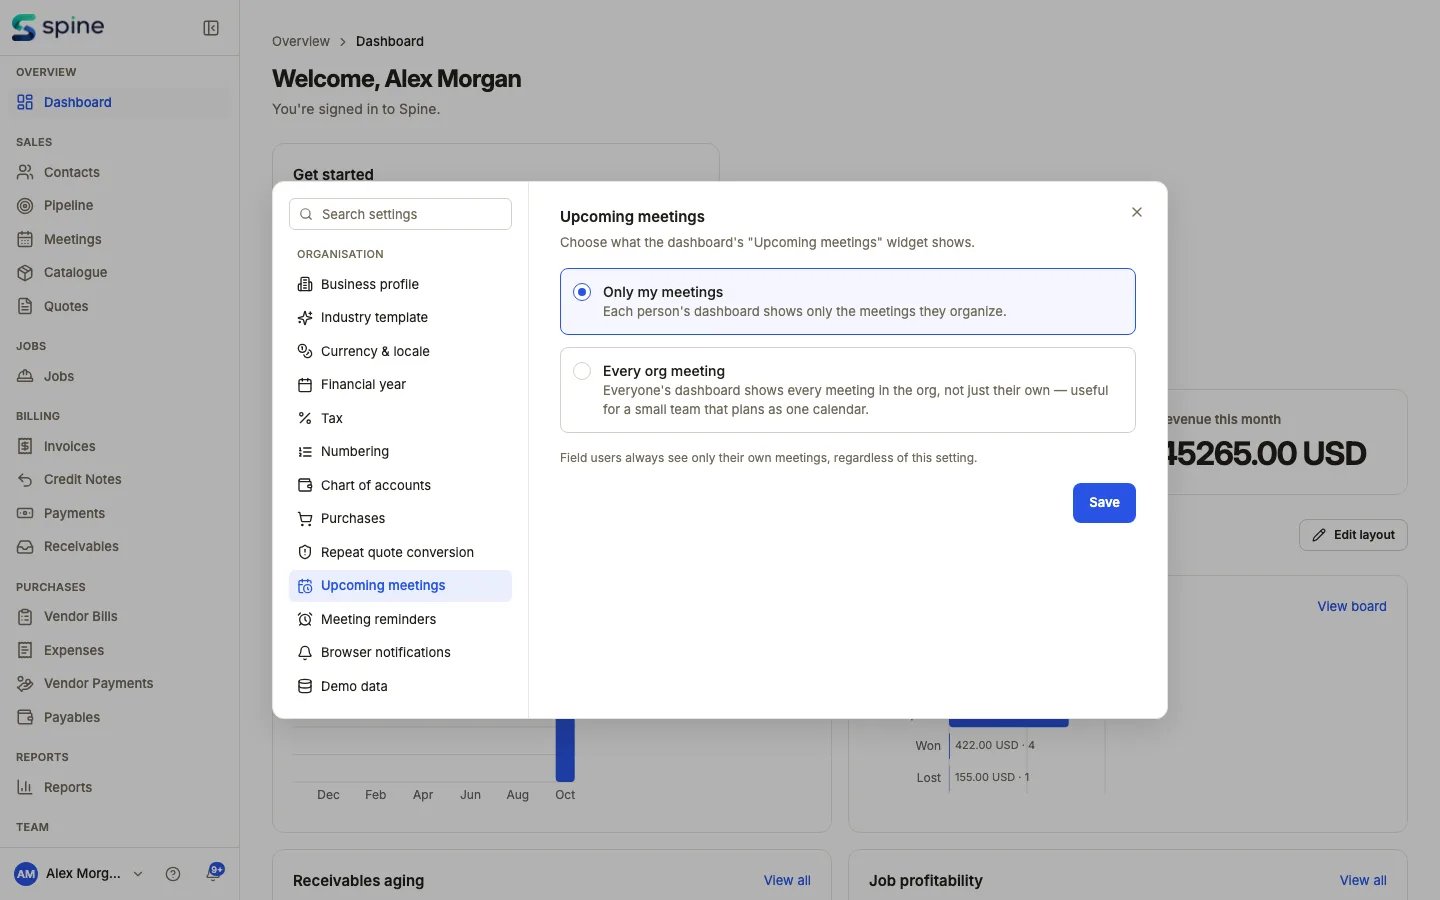 spine
OVERVIEW
Dashboard
SALES
Contacts
Pipeline
Meetings
Catalogue
Quotes
JOBS
Jobs
BILLING
Invoices
Credit Notes
Payments
Receivables
PURCHASES
Vendor Bills
Expenses
Vendor Payments
Payables
REPORTS
Reports
TEAM
AM Alex Morg...
9+
Overview > Dashboard
Welcome, Alex Morgan
You're signed in to Spine.
Get started
Search settings
ORGANISATION
Business profile
Industry template
Currency & locale
Financial year
Tax
Numbering
Chart of accounts
Purchases
Repeat quote conversion
Upcoming meetings
Meeting reminders
Browser notifications
Demo data
Upcoming meetings
Choose what the dashboard's "Upcoming meetings" widget shows.
Only my meetings
Each person's dashboard shows only the meetings they organize.
Every org meeting
Everyone's dashboard shows every meeting in the org, not just their own — useful
for a small team that plans as one calendar.
Field users always see only their own meetings, regardless of this setting.
Save
this month
45265.00 USD
Edit layout
View board
Won 422.00 USD · 4
Lost 155.00 USD · 1
Dec Feb Apr Jun Aug Oct
Receivables aging View all
Job profitability View all